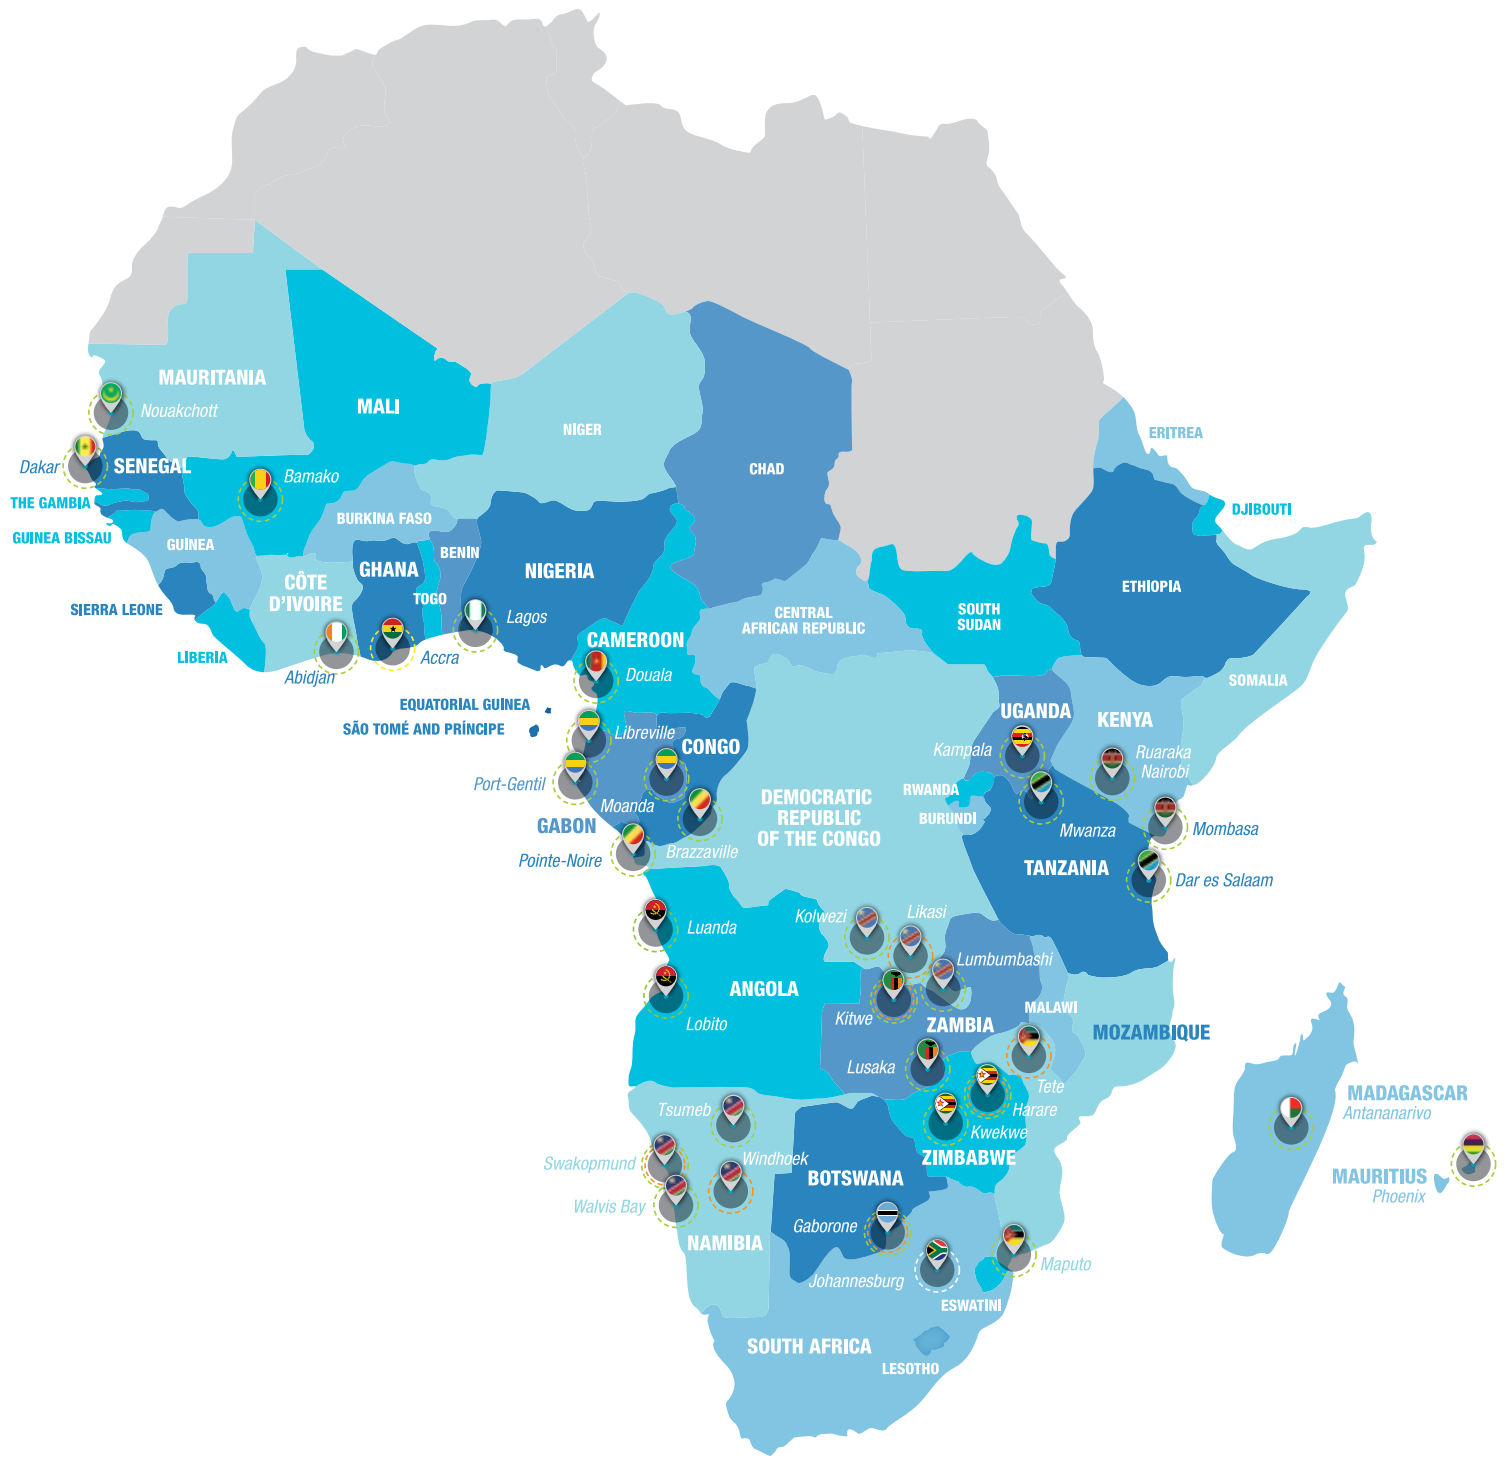 MAURITANIA
Nouakchott
MALI
NIGER
CHAD
ERITREA
Dakar
SENEGAL
Bamako
THE GAMBIA
DJIBOUTI
BURKINA FASO
GUINEA BISSAU
GUINEA
BENIN
GHANA
NIGERIA
ETHIOPIA
CÔTE
D'IVOIRE
TOGO
SIERRA LEONE
Lagos
CENTRAL
AFRICAN REPUBLIC
SOUTH
SUDAN
LIBERIA
Abidjan
Accra
CAMEROON
Douala
SOMALIA
EQUATORIAL GUINEA
SÃO TOMÉ AND PRÍNCIPE
Libreville
CONGO
UGANDA
KENYA
Kampala
Ruaraka
Nairobi
Port-Gentil
Moanda
GABON
DEMOCRATIC
REPUBLIC
OF THE CONGO
RWANDA
BURUNDI
Mwanza
Mombasa
Pointe-Noire
Brazzaville
TANZANIA
Dar es Salaam
Luanda
Kolwezi
Likasi
Lumbumbashi
ANGOLA
Lobito
Kitwe
ZAMBIA
MALAWI
MOZAMBIQUE
Lusaka
Tete
Harare
Kwekwe
ZIMBABWE
MADAGASCAR
Antananarivo
Tsumeb
Swakopmund
Windhoek
BOTSWANA
MAURITIUS
Phoenix
Walvis Bay
Gaborone
NAMIBIA
Johannesburg
Maputo
ESWATINI
SOUTH AFRICA
LESOTHO